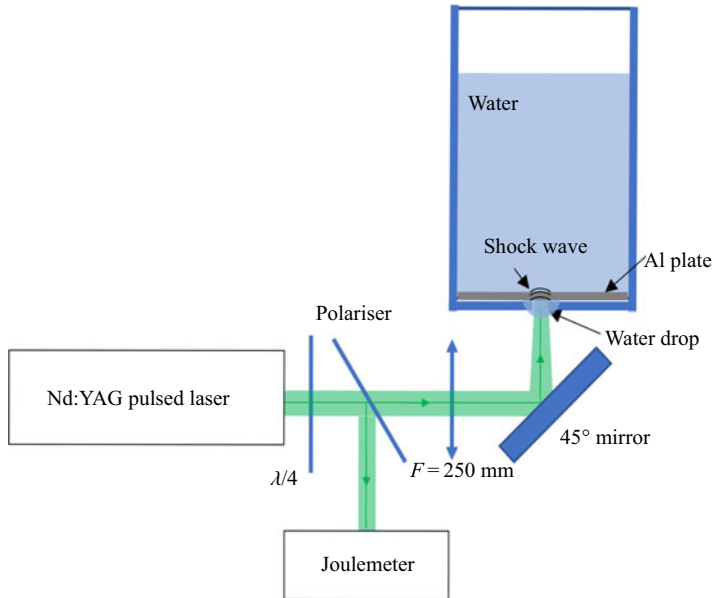 Water
Shock wave
Al plate
Polariser
Water drop
Nd:YAG pulsed laser
45° mirror
F = 250 mm
λ/4
Joulemeter